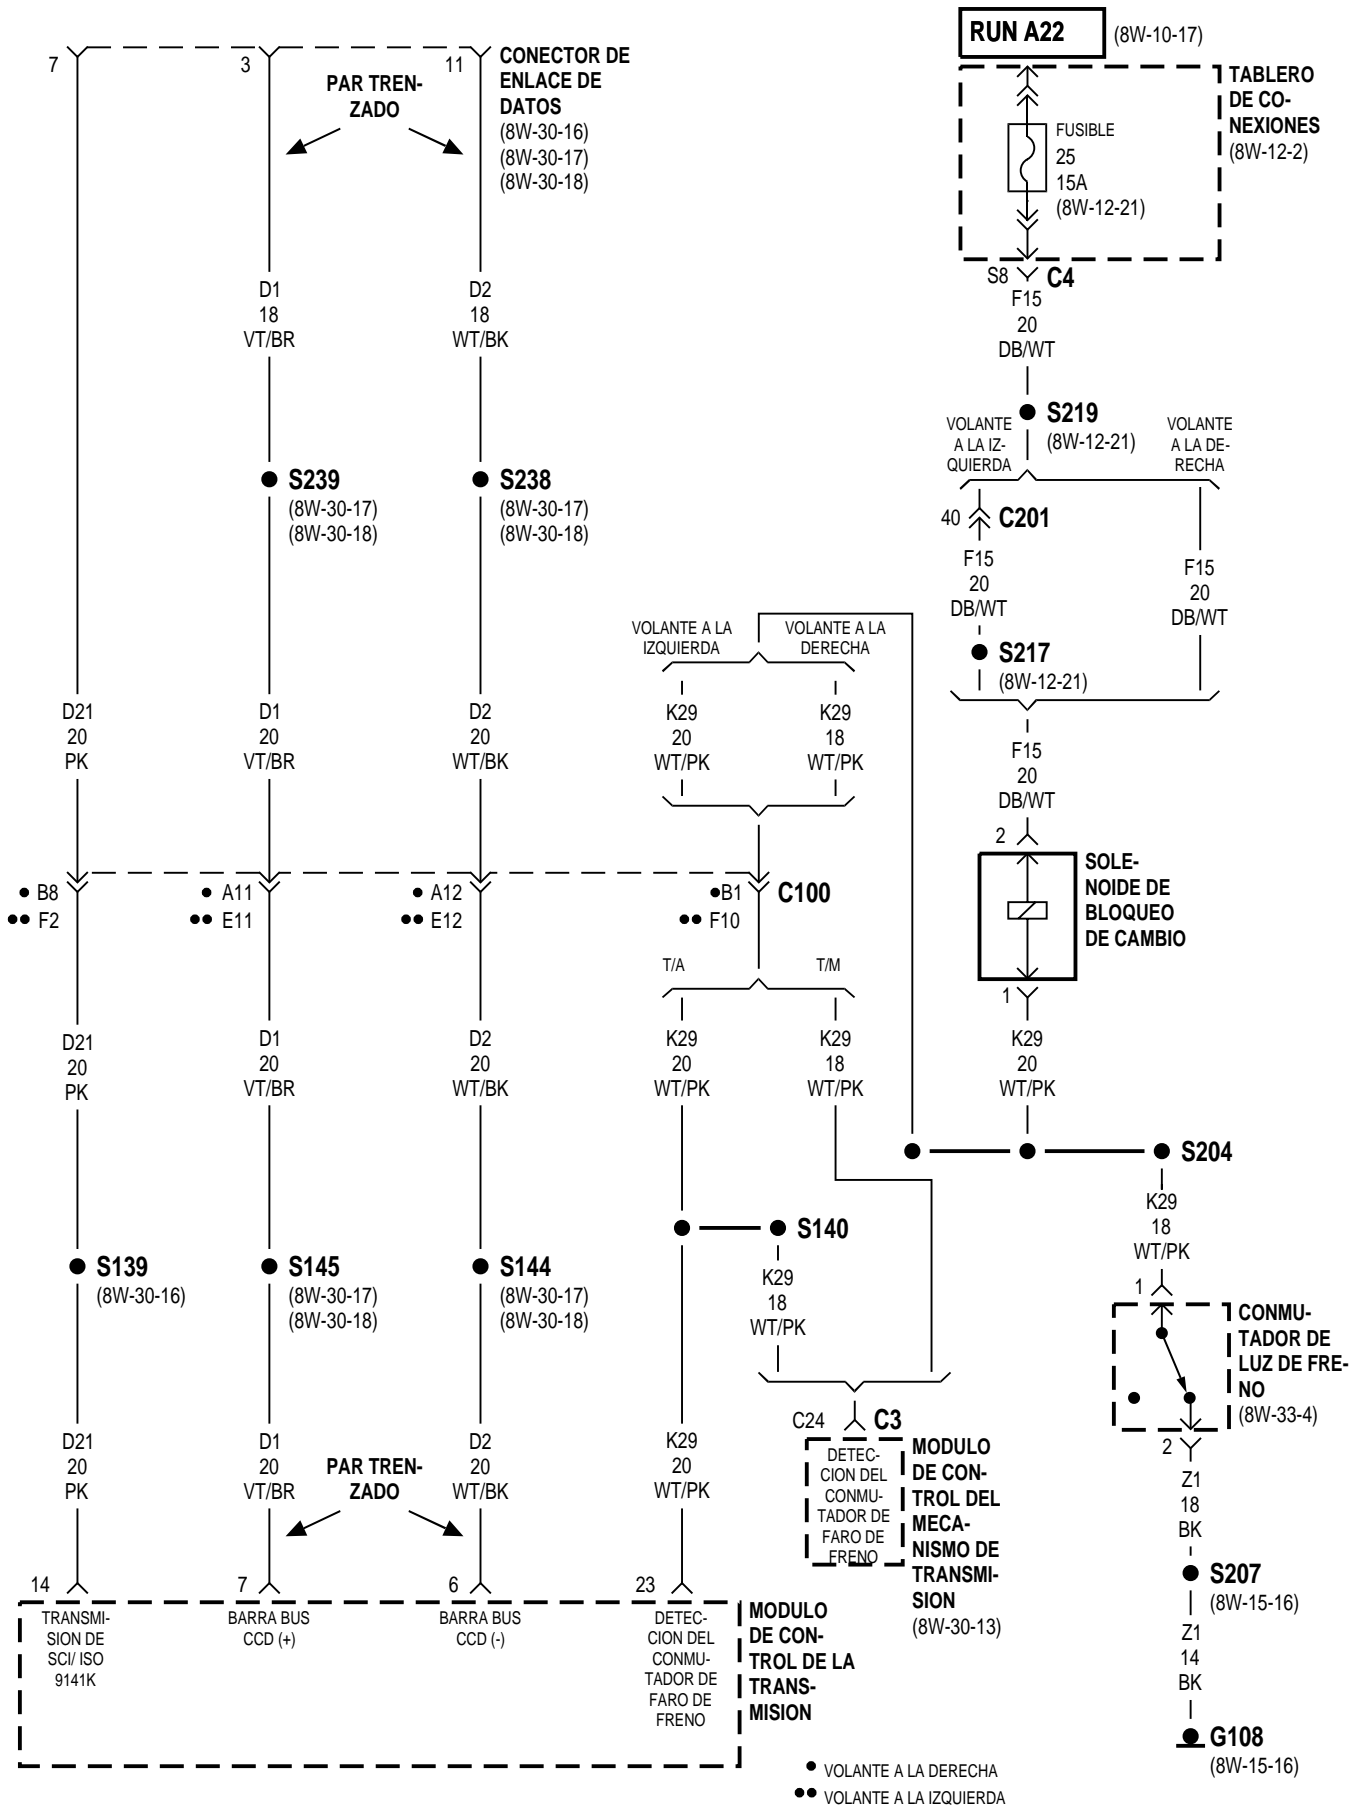 RUN A22
(8W-10-17)
7
3
11
CONECTOR DE
ENLACE DE
DATOS
(8W-30-16)
(8W-30-17)
(8W-30-18)
PAR TREN-
ZADO
TABLERO
DE CO-
NEXIONES
(8W-12-2)
FUSIBLE
25
15A
(8W-12-21)
S8
C4
F15
20
DB/WT
D1
18
VT/BR
D2
18
WT/BK
S219
(8W-12-21)
VOLANTE
A LA IZ-
QUIERDA
VOLANTE
A LA DE-
RECHA
S239
(8W-30-17)
(8W-30-18)
S238
(8W-30-17)
(8W-30-18)
40
C201
F15
20
DB/WT
F15
20
DB/WT
VOLANTE A LA
IZQUIERDA
VOLANTE A LA
DERECHA
S217
(8W-12-21)
D21
20
PK
D1
20
VT/BR
D2
20
WT/BK
K29
20
WT/PK
K29
18
WT/PK
F15
20
DB/WT
2
SOLE-
NOIDE DE
BLOQUEO
DE CAMBIO
● B8
●● F2
● A11
●● E11
● A12
●● E12
●B1
●● F10
C100
T/A
T/M
1
D21
20
PK
D1
20
VT/BR
D2
20
WT/BK
K29
20
WT/PK
K29
18
WT/PK
K29
20
WT/PK
S204
K29
18
WT/PK
S140
K29
18
WT/PK
S139
(8W-30-16)
S145
(8W-30-17)
(8W-30-18)
S144
(8W-30-17)
(8W-30-18)
1
CONMU-
TADOR DE
LUZ DE FRE-
NO
(8W-33-4)
2
C24
C3
DETEC-
CION DEL
CONMU-
TADOR DE
FARO DE
FRENO
MODULO
DE CON-
TROL DEL
MECA-
NISMO DE
TRANSMI-
SION
(8W-30-13)
D21
20
PK
D1
20
VT/BR
PAR TREN-
ZADO
D2
20
WT/BK
K29
20
WT/PK
Z1
18
BK
S207
(8W-15-16)
Z1
14
BK
G108
(8W-15-16)
14
7
6
23
TRANSMI-
SION DE
SCI/ ISO
9141K
BARRA BUS
CCD (+)
BARRA BUS
CCD (-)
DETEC-
CION DEL
CONMU-
TADOR DE
FARO DE
FRENO
MODULO
DE CON-
TROL DE LA
TRANS-
MISION
● VOLANTE A LA DERECHA
●● VOLANTE A LA IZQUIERDA